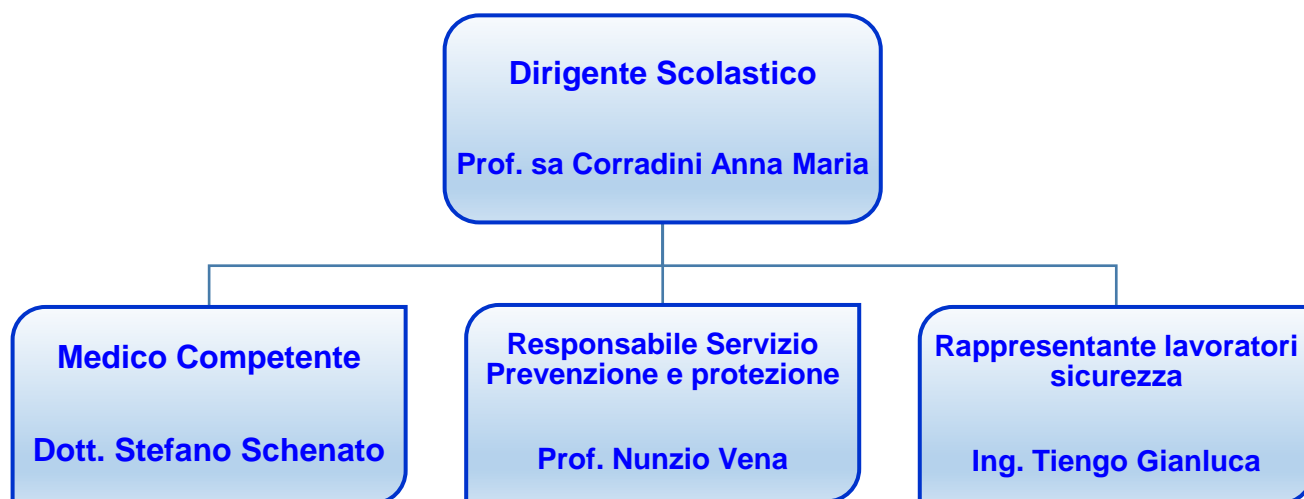 Dirigente Scolastico
Prof. sa Corradini Anna Maria
Medico Competente
Dott. Stefano Schenato
Responsabile Servizio
Prevenzione e protezione
Prof. Nunzio Vena
Rappresentante lavoratori
sicurezza
Ing. Tiengo Gianluca